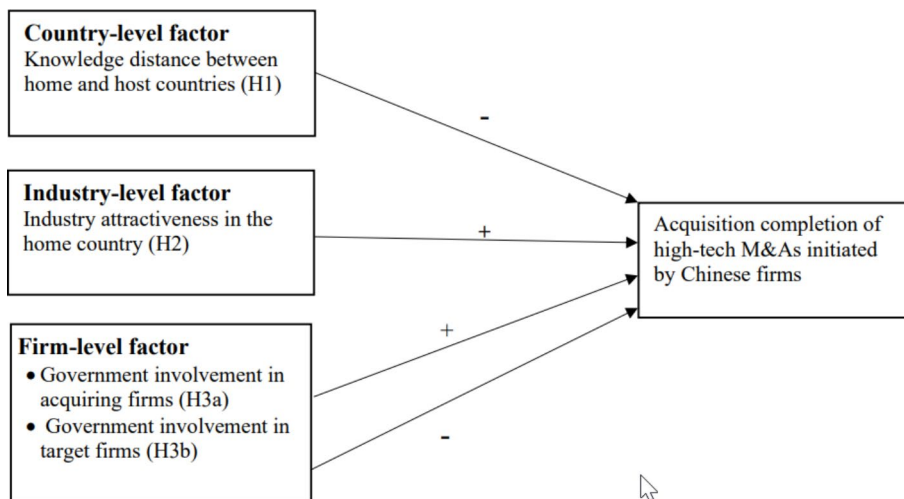 Country-level factor
Knowledge distance between
home and host countries (H1)
-
Industry-level factor
Industry attractiveness in the
home country (H2)
+
Acquisition completion of
high-tech M&As initiated
by Chinese firms
Firm-level factor
• Government involvement in
acquiring firms (H3a)
• Government involvement in
target firms (H3b)
+
-